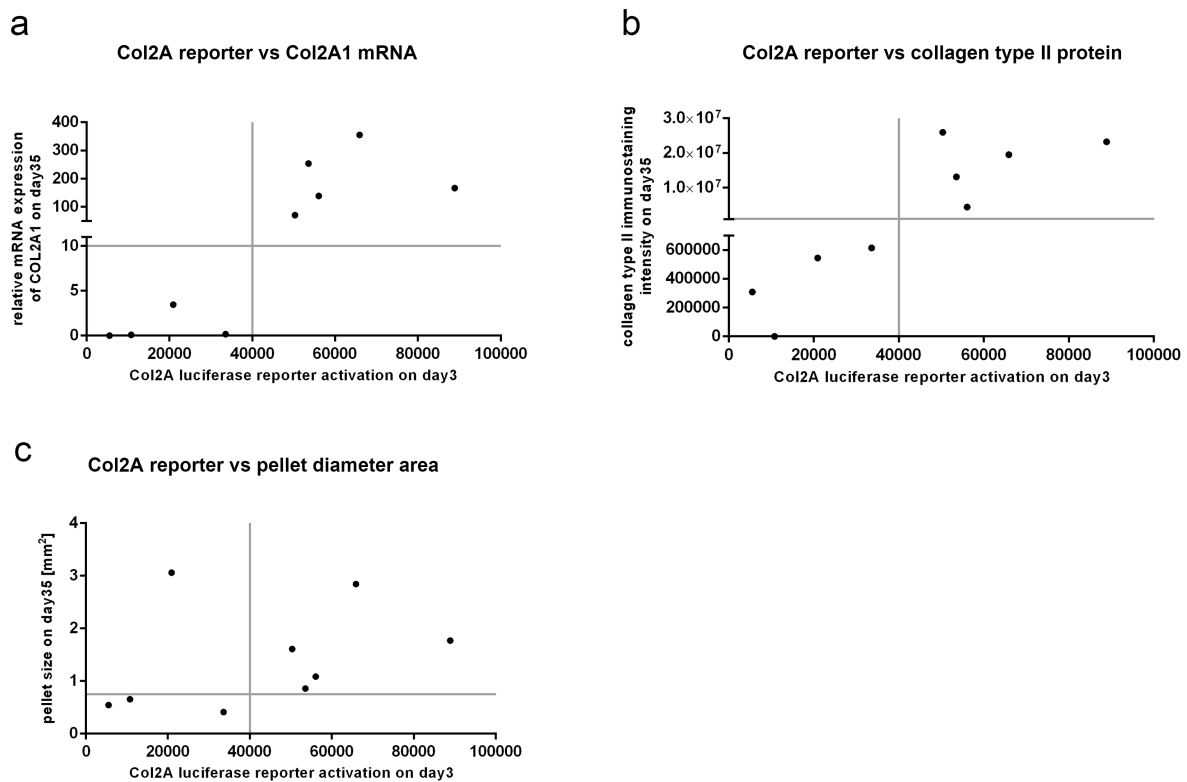 a
Col2A reporter vs Col2A1 mRNA
relative mRNA expression
of COL2A1 on day35
400
300
200
100
10
5
0
0 20000 40000 60000 80000 100000
Col2A luciferase reporter activation on day3
b
Col2A reporter vs collagen type II protein
collagen type II immunostaining
intensity on day35
3.0×10⁷
2.0×10⁷
1.0×10⁷
600000
400000
200000
0
0 20000 40000 60000 80000 100000
Col2A luciferase reporter activation on day3
c
Col2A reporter vs pellet diameter area
pellet size on day35 [mm²]
4
3
2
1
0
0 20000 40000 60000 80000 100000
Col2A luciferase reporter activation on day3